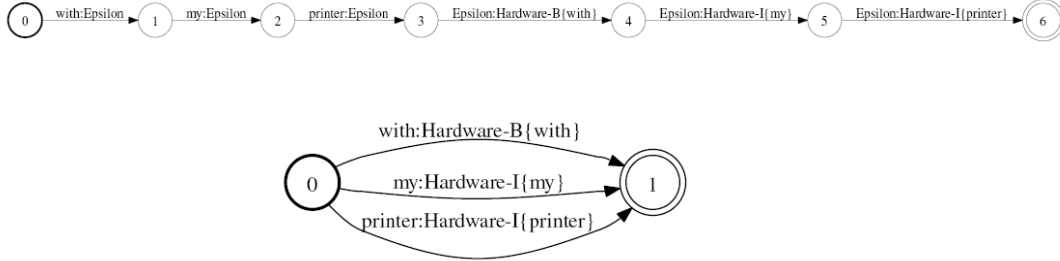 0 with:Epsilon 1 my:Epsilon 2 printer:Epsilon 3 Epsilon:Hardware-B{with} 4 Epsilon:Hardware-I{my} 5 Epsilon:Hardware-I{printer} 6
with:Hardware-B{with}
0 my:Hardware-I{my} 1
printer:Hardware-I{printer}